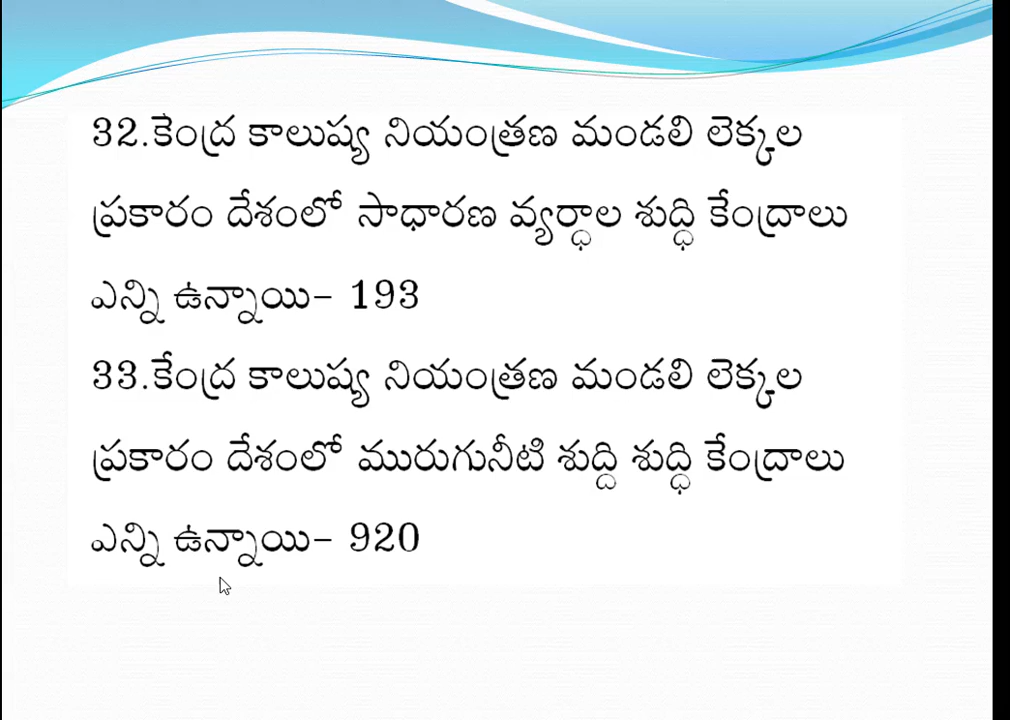 32.కేంద్ర కాలుష్య నియంత్రణ మండలి లెక్కల
ప్రకారం దేశంలో సాధారణ వ్యర్ధాల శుద్ధి కేంద్రాలు
ఎన్ని ఉన్నాయి- 193
33.కేంద్ర కాలుష్య నియంత్రణ మండలి లెక్కల
ప్రకారం దేశంలో మురుగునీటి శుద్ది శుద్ధి కేంద్రాలు
ఎన్ని ఉన్నాయి- 920